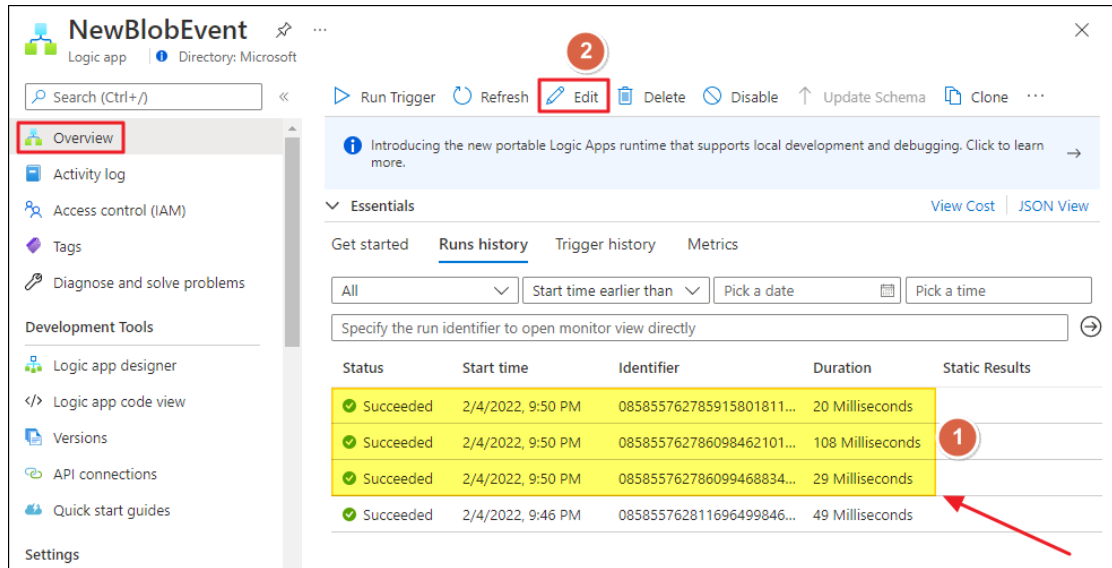 NewBlobEvent
Logic app Directory: Microsoft
2
Search (Ctrl+/)
Run Trigger Refresh Edit Delete Disable Update Schema Clone
Overview
Activity log
Access control (IAM)
Tags
Diagnose and solve problems
Development Tools
Logic app designer
Logic app code view
Versions
API connections
Quick start guides
Settings
Introducing the new portable Logic Apps runtime that supports local development and debugging. Click to learn
more.
Essentials View Cost JSON View
Get started Runs history Trigger history Metrics
All Start time earlier than Pick a date Pick a time
Specify the run identifier to open monitor view directly
Status Start time Identifier Duration Static Results
Succeeded 2/4/2022, 9:50 PM 085855762785915801811... 20 Milliseconds
Succeeded 2/4/2022, 9:50 PM 085855762786098462101... 108 Milliseconds
1
Succeeded 2/4/2022, 9:50 PM 085855762786099468834... 29 Milliseconds
Succeeded 2/4/2022, 9:46 PM 085855762811696499846... 49 Milliseconds